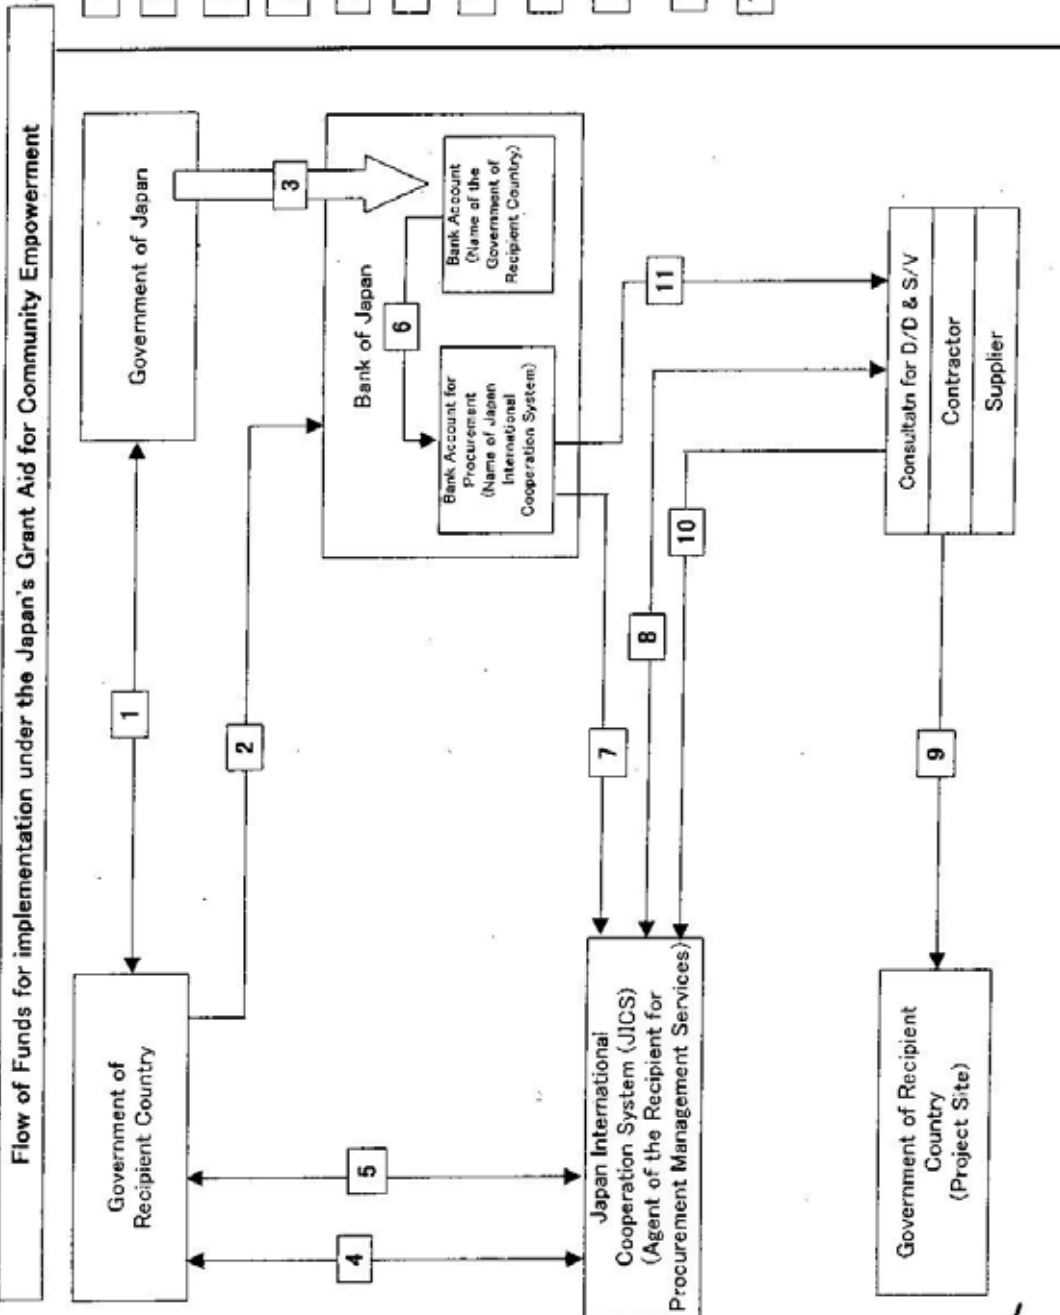 Flow of Funds for implementation under the Japan's Grant Aid for Community Empowerment
Government of
Recipient Country
1
Government of Japan
2
3
Bank of Japan
Bank Account for
Procurement
(Name of Japan
International
Cooperation System)
6
Bank Account
(Name of the
Government of
Recipient Country)
4
5
Japan International
Cooperation System (JICS)
(Agent of the Recipient for
Procurement Management Services)
7
8
10
11
Consultatn for D/D & S/V
Contractor
Supplier
9
Government of Recipient
Country
(Project Site)